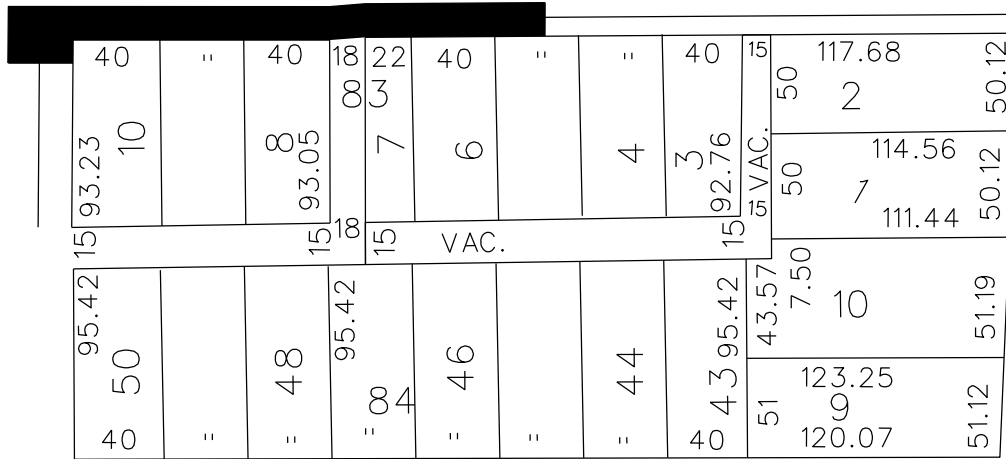 40 " 40 18 22 40 " " 40 15 117.68 50.12
83 50 2
10 8 7 6 4 3 VAC. 114.56
93.23 93.05 92.76 50 1 50.12
15 111.44
15 15 18 15 VAC. 15
95.42 95.42 95.42 43.57 7.50 10 51.19
50 48 46 44 43
84 123.25
51 9 51.12
40 " " " " " " 40 120.07